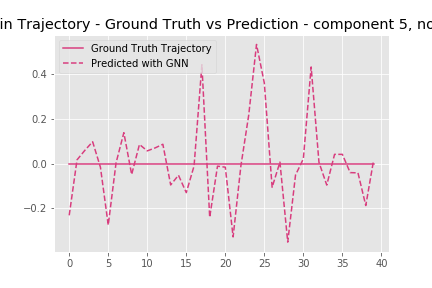 in Trajectory - Ground Truth vs Prediction - component 5, no
Ground Truth Trajectory
Predicted with GNN
0.4
0.2
0.0
−0.2
0 5 10 15 20 25 30 35 40